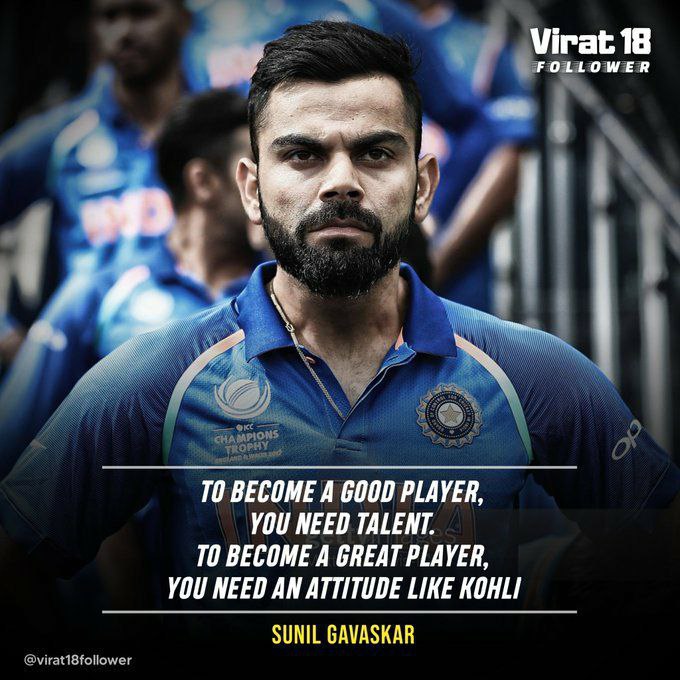 Virat 18
FOLLOWER
ICC
CHAMPIONS
TROPHY
TO BECOME A GOOD PLAYER,
YOU NEED TALENT.
TO BECOME A GREAT PLAYER,
YOU NEED AN ATTITUDE LIKE KOHLI
SUNIL GAVASKAR
@virat18follower